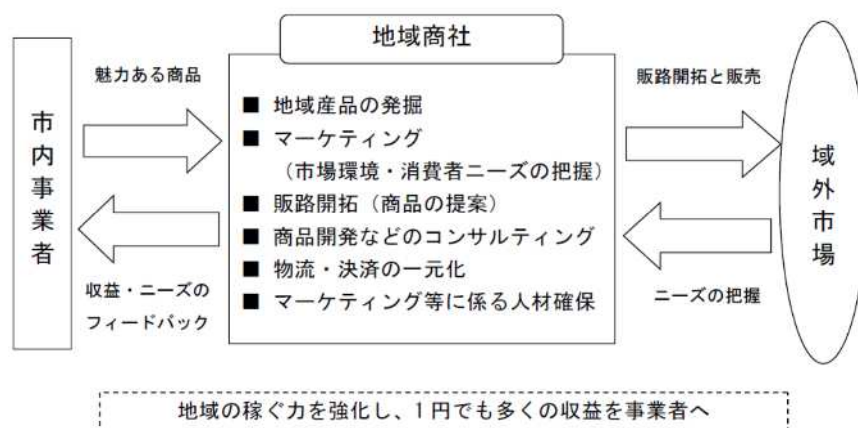 地域商社
魅力ある商品
市内事業者
収益・ニーズの
フィードバック
■ 地域産品の発掘
■ マーケティング
（市場環境・消費者ニーズの把握）
■ 販路開拓（商品の提案）
■ 商品開発などのコンサルティング
■ 物流・決済の一元化
■ マーケティング等に係る人材確保
販路開拓と販売
域外市場
ニーズの把握
地域の稼ぐ力を強化し、1円でも多くの収益を事業者へ